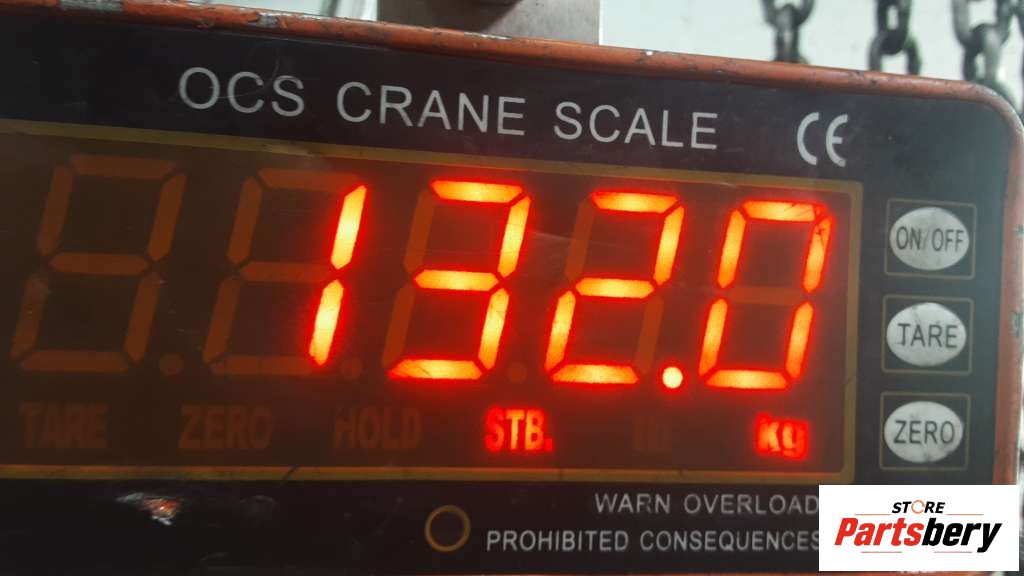 OCS CRANE SCALE CE
132.0
ON/OFF
TARE
ZERO
TARE ZERO HOLD STB. kg
WARN OVERLOAD
PROHIBITED CONSEQUENCES
STORE
Partsbery